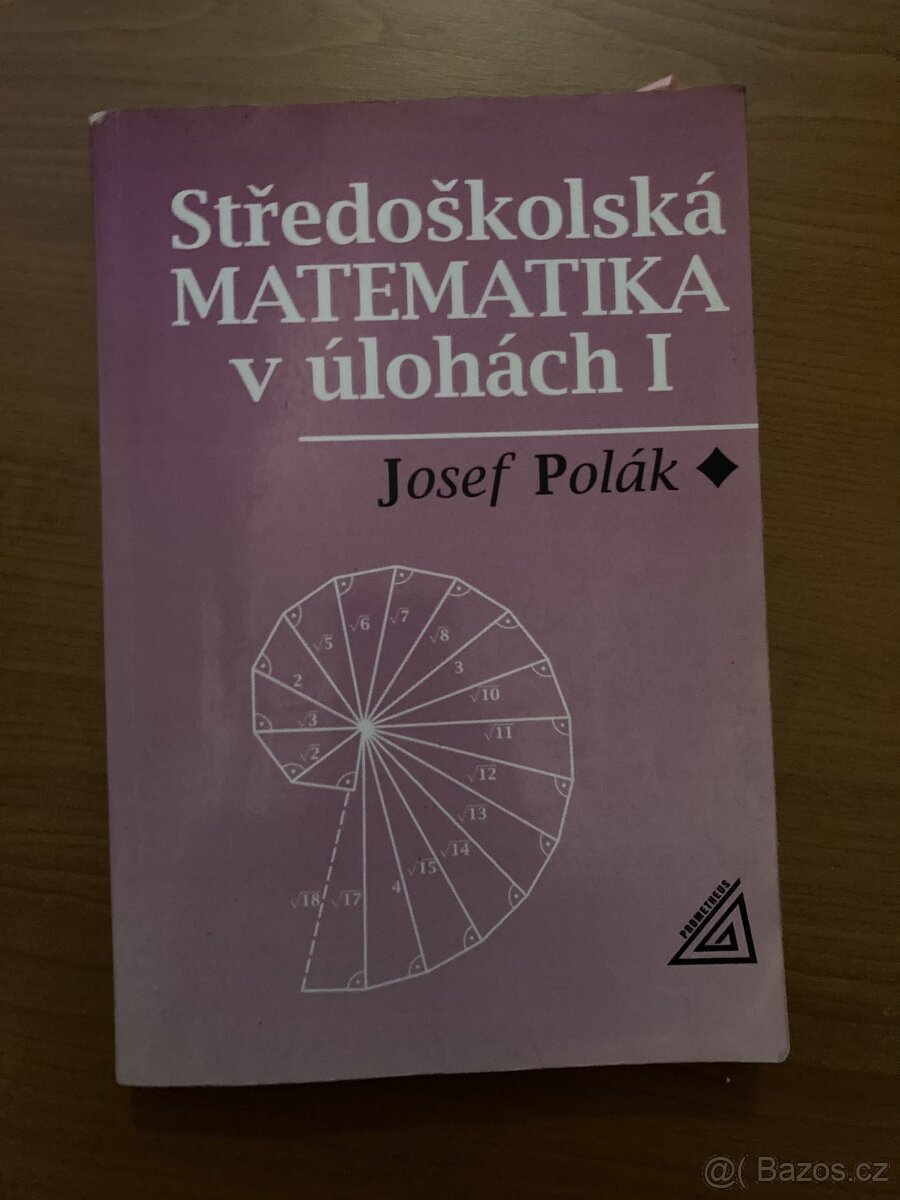 Středoškolská
MATEMATIKA
v úlohách I
Josef Polák
√6
√7
√5
√8
2
3
√10
√3
√11
√2
√12
√13
√14
√15
4
√18
√17
PROMETHEUS
@( Bazos.cz